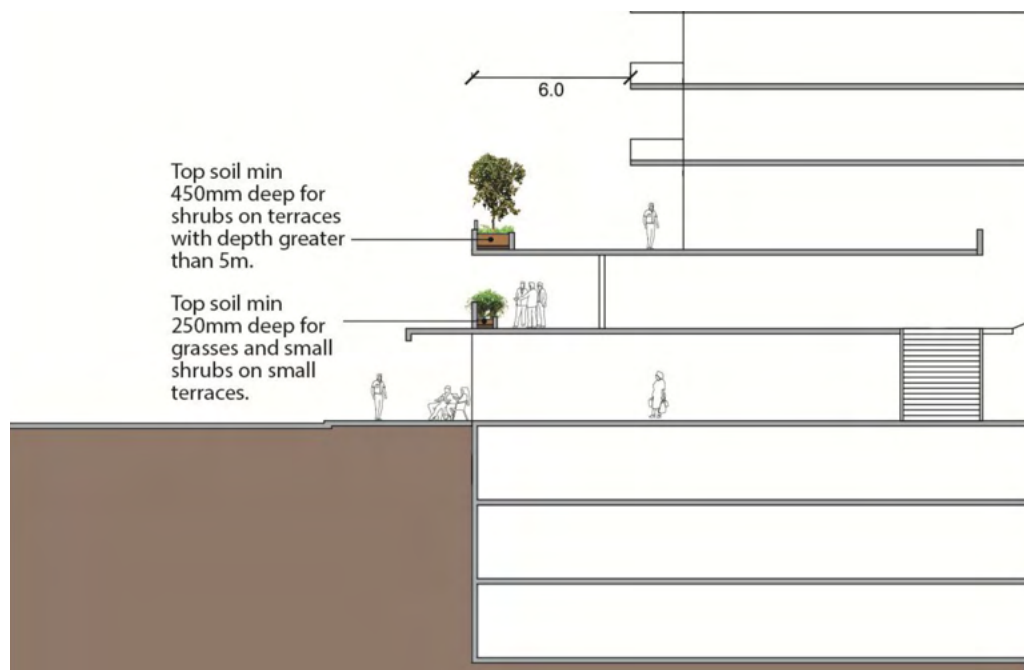 6.0
Top soil min
450mm deep for
shrubs on terraces
with depth greater
than 5m.
Top soil min
250mm deep for
grasses and small
shrubs on small
terraces.